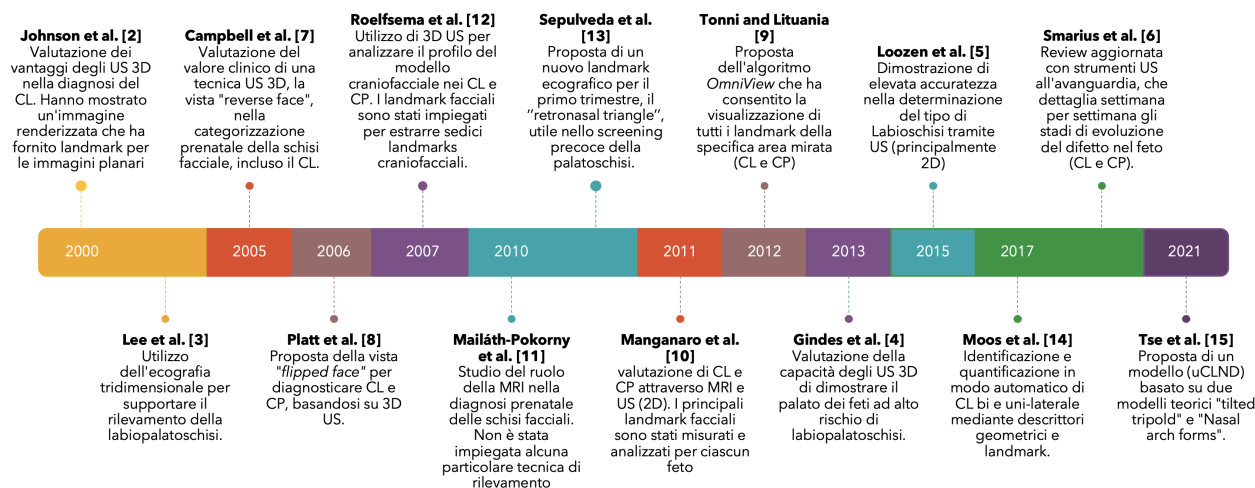 Johnson et al. [2]
Valutazione dei
vantaggi degli US 3D
nella diagnosi del
CL. Hanno mostrato
un'immagine
renderizzata che ha
fornito landmark per
le immagini planari
Campbell et al. [7]
Valutazione del
valore clinico di una
tecnica US 3D, la
vista "reverse face",
nella
categorizzazione
prenatale della schisi
facciale, incluso il CL.
Roelfsema et al. [12]
Utilizzo di 3D US per
analizzare il profilo del
modello
craniofacciale nei CL e
CP. I landmark facciali
sono stati impiegati
per estrarre sedici
landmarks
craniofacciali.
Sepulveda et al.
[13]
Proposta di un
nuovo landmark
ecografico per il
primo trimestre, il
“retronasal triangle”,
utile nello screening
precoce della
palatoschisi.
Tonni and Lituania
[9]
Proposta
dell'algoritmo
OmniView che ha
consentito la
visualizzazione di
tutti i landmark della
specifica area mirata
(CL e CP)
Loozen et al. [5]
Dimostrazione di
elevata accuratezza
nella determinazione
del tipo di
Labioschisi tramite
US (principalmente
2D)
Smarius et al. [6]
Review aggiornata
con strumenti US
all'avanguardia, che
dettaglia settimana
per settimana gli
stadi di evoluzione
del difetto nel feto
(CL e CP).
2000
2005
2006
2007
2010
2011
2012
2013
2015
2017
2021
Lee et al. [3]
Utilizzo
dell'ecografia
tridimensionale per
supportare il
rilevamento della
labiopalatoschisi.
Platt et al. [8]
Proposta della vista
"flipped face" per
diagnosticare CL e
CP, basandosi su 3D
US.
Mailáth-Pokorny
et al. [11]
Studio del ruolo
della MRI nella
diagnosi prenatale
delle schisi facciali.
Non è stata
impiegata alcuna
particolare tecnica di
rilevamento
Manganaro et al.
[10]
valutazione di CL e
CP attraverso MRI e
US (2D). I principali
landmark facciali
sono stati misurati e
analizzati per ciascun
feto
Gindes et al. [4]
Valutazione della
capacità degli US 3D
di dimostrare il
palato dei feti ad alto
rischio di
labiopalatoschisi.
Moos et al. [14]
Identificazione e
quantificazione in
modo automatico di
CL bi e uni-laterale
mediante descrittori
geometrici e
landmark.
Tse et al. [15]
Proposta di un
modello (uCLND)
basato su due
modelli teorici "tilted
tripold" e "Nasal
arch forms".